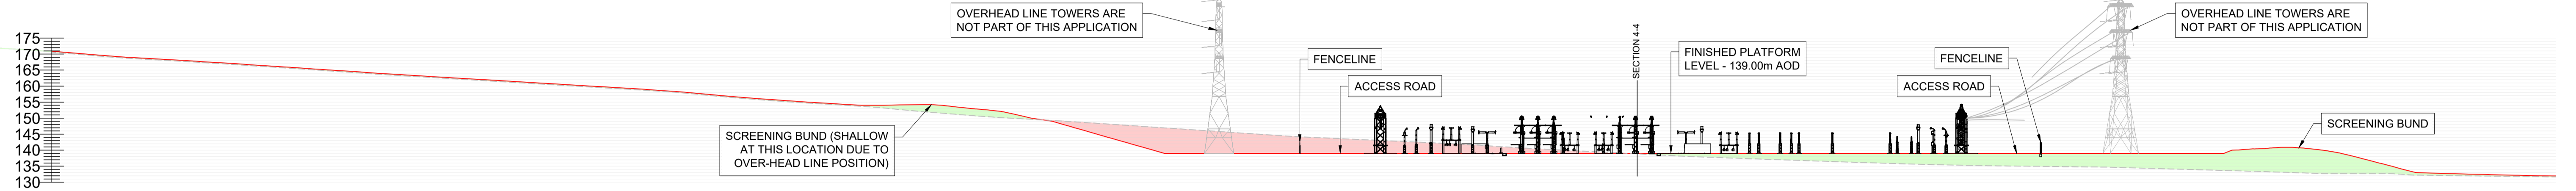 175
170
165
160
155
150
145
140
135
130
OVERHEAD LINE TOWERS ARE
NOT PART OF THIS APPLICATION
SCREENING BUND (SHALLOW
AT THIS LOCATION DUE TO
OVER-HEAD LINE POSITION)
FENCELINE
ACCESS ROAD
SECTION 4-4
FINISHED PLATFORM
LEVEL - 139.00m AOD
FENCELINE
ACCESS ROAD
OVERHEAD LINE TOWERS ARE
NOT PART OF THIS APPLICATION
SCREENING BUND